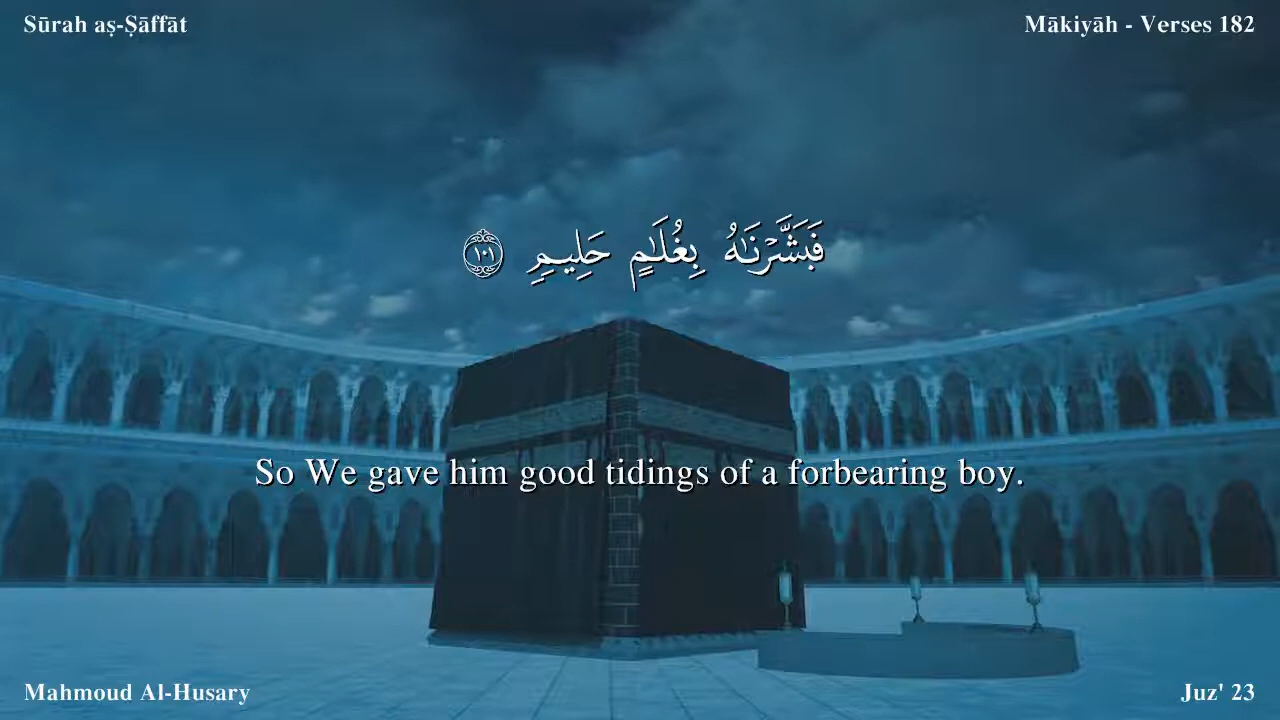 Sūrah aṣ-Ṣāffāt
Mākiyāh - Verses 182
فَبَشَّرْنَـٰهُ بِغُلَـٰمٍ حَلِيمٍ ١٠١
So We gave him good tidings of a forbearing boy.
Mahmoud Al-Husary
Juz' 23